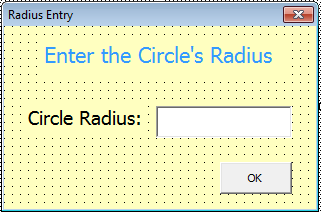 Radius Entry
Enter the Circle's Radius
Circle Radius:
OK